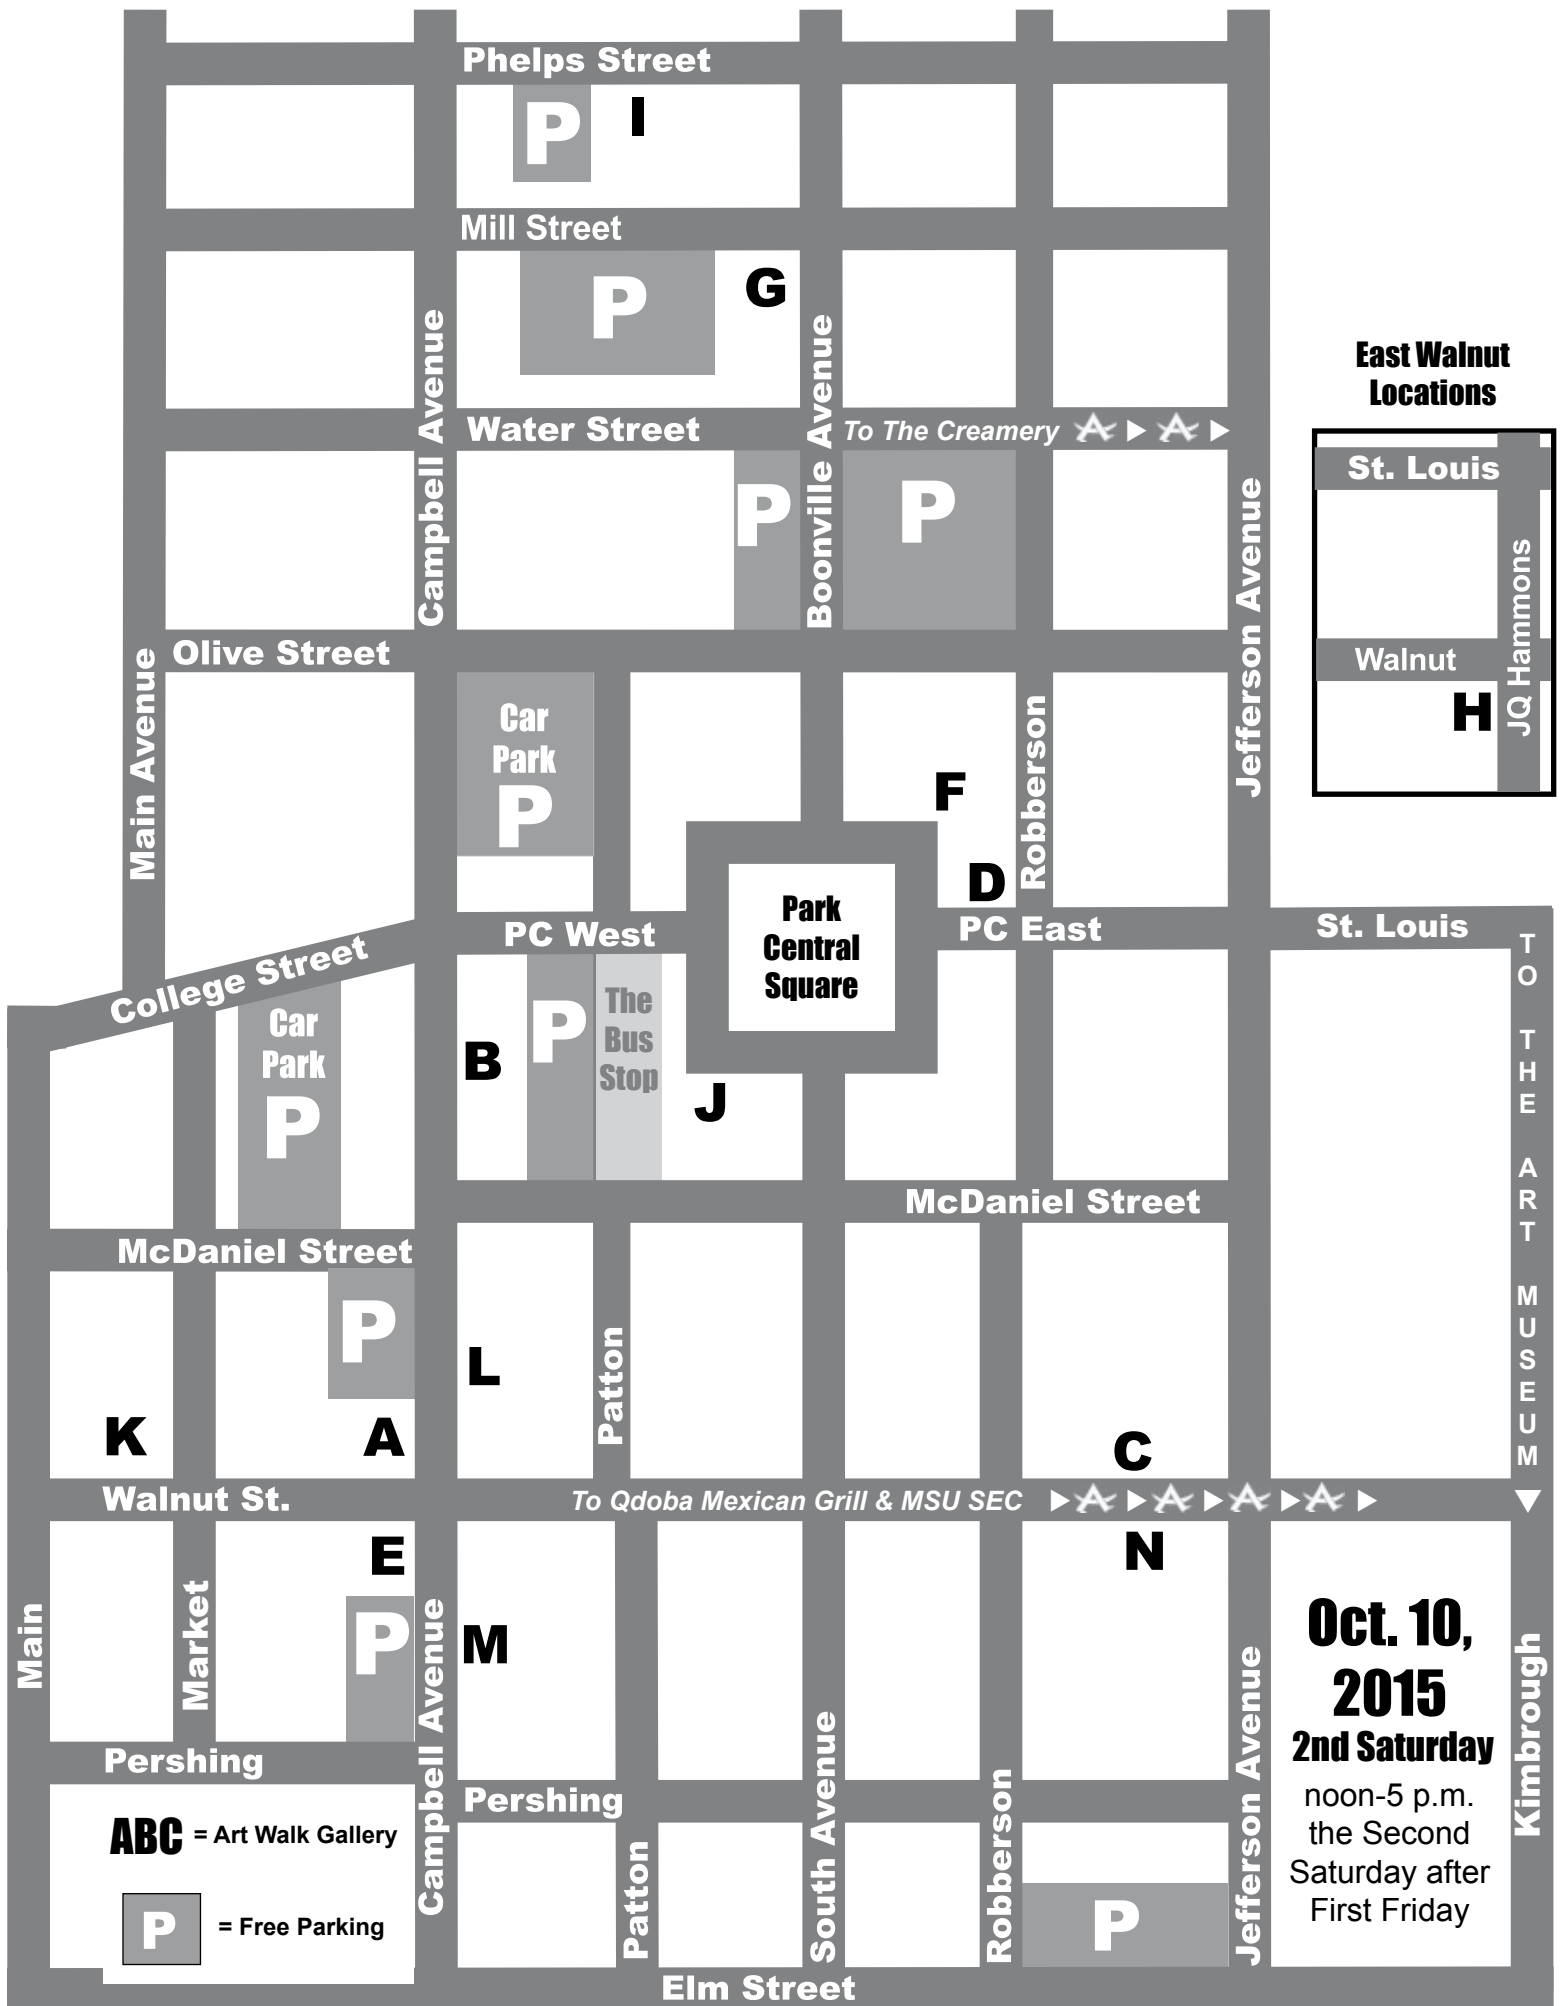 Phelps Street
P
I
Mill Street
P
G
Campbell Avenue
Boonville Avenue
Water Street
To The Creamery
P
P
Jefferson Avenue
East Walnut
Locations
St. Louis
Walnut
JQ Hammons
H
Olive Street
Main Avenue
Car
Park
P
F
D
Robberson
Park
Central
Square
PC West
PC East
St. Louis
College Street
Car
Park
P
B
P
The
Bus
Stop
J
TO THE ART MUSEUM
McDaniel Street
McDaniel Street
P
L
Patton
K
A
C
Walnut St.
To Qdoba Mexican Grill & MSU SEC
E
P
M
N
Main
Market
Campbell Avenue
Pershing
Pershing
Patton
South Avenue
Robberson
Jefferson Avenue
Kimbrough
Oct. 10,
2015
2nd Saturday
noon-5 p.m.
the Second
Saturday after
First Friday
ABC = Art Walk Gallery
P = Free Parking
P
Elm Street